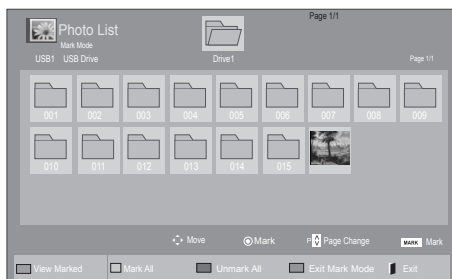 Page 1/1
Photo List
Mark Mode
USB1 USB Drive Drive1 Page 1/1
001 002 003 004 005 006 007 008 009
010 011 012 013 014 015
Move Mark P Page Change MARK Mark
View Marked Mark All Unmark All Exit Mark Mode Exit